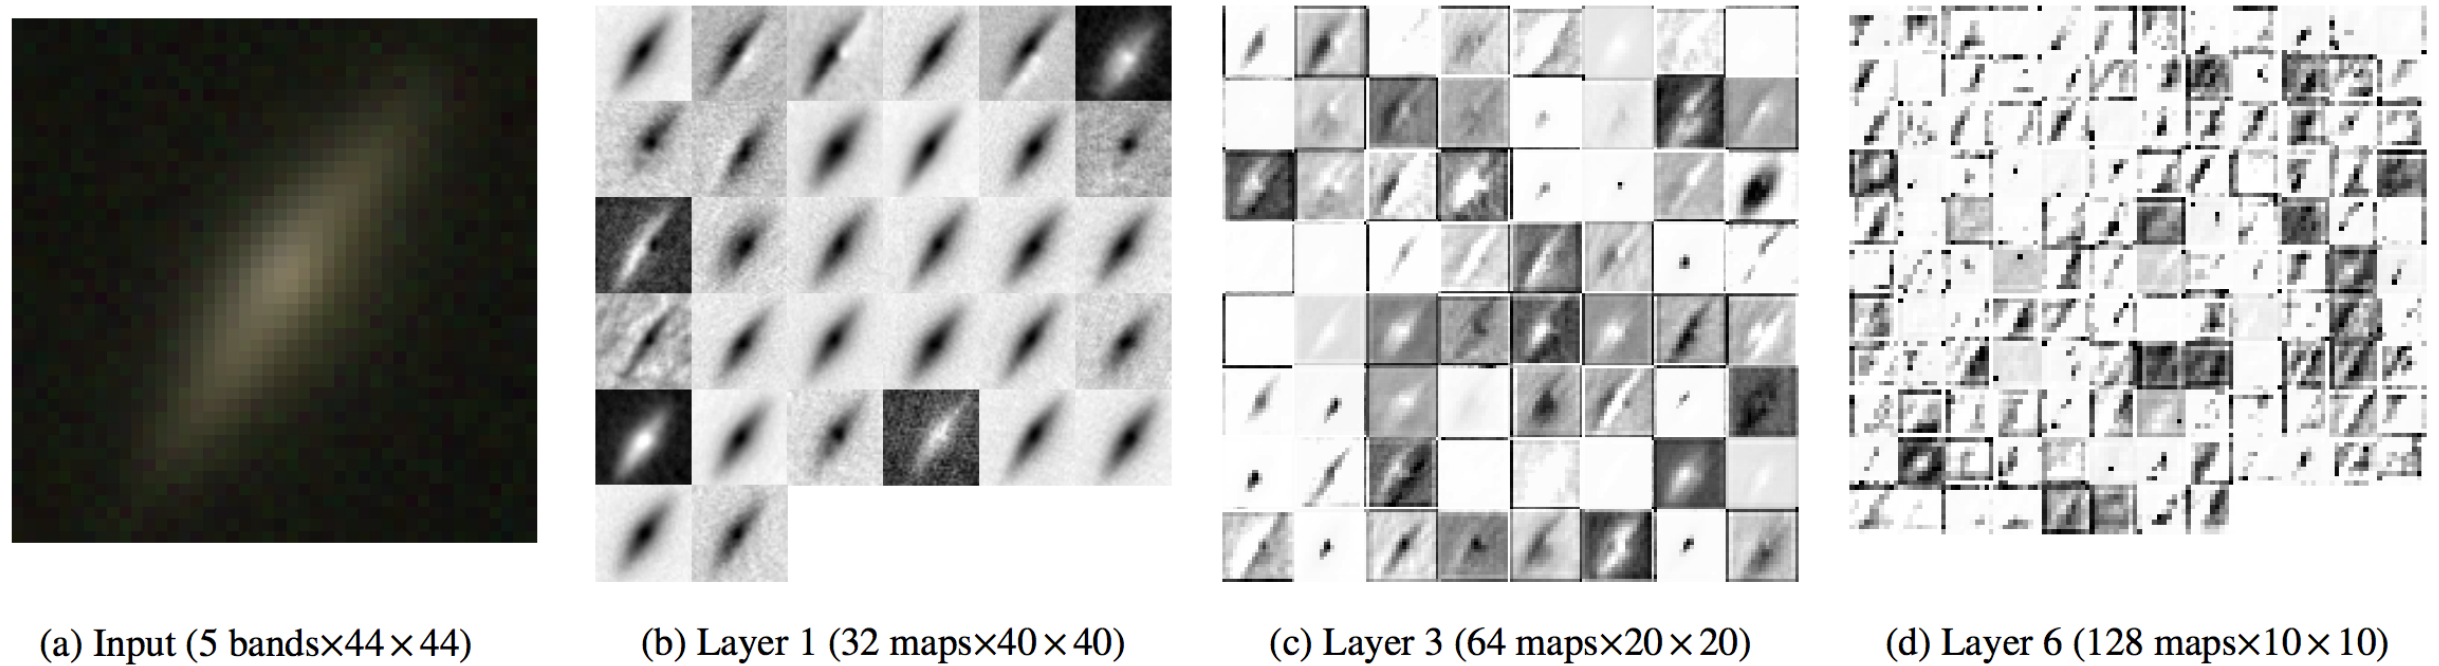 (a) Input (5 bands×44×44)
(b) Layer 1 (32 maps×40×40)
(c) Layer 3 (64 maps×20×20)
(d) Layer 6 (128 maps×10×10)